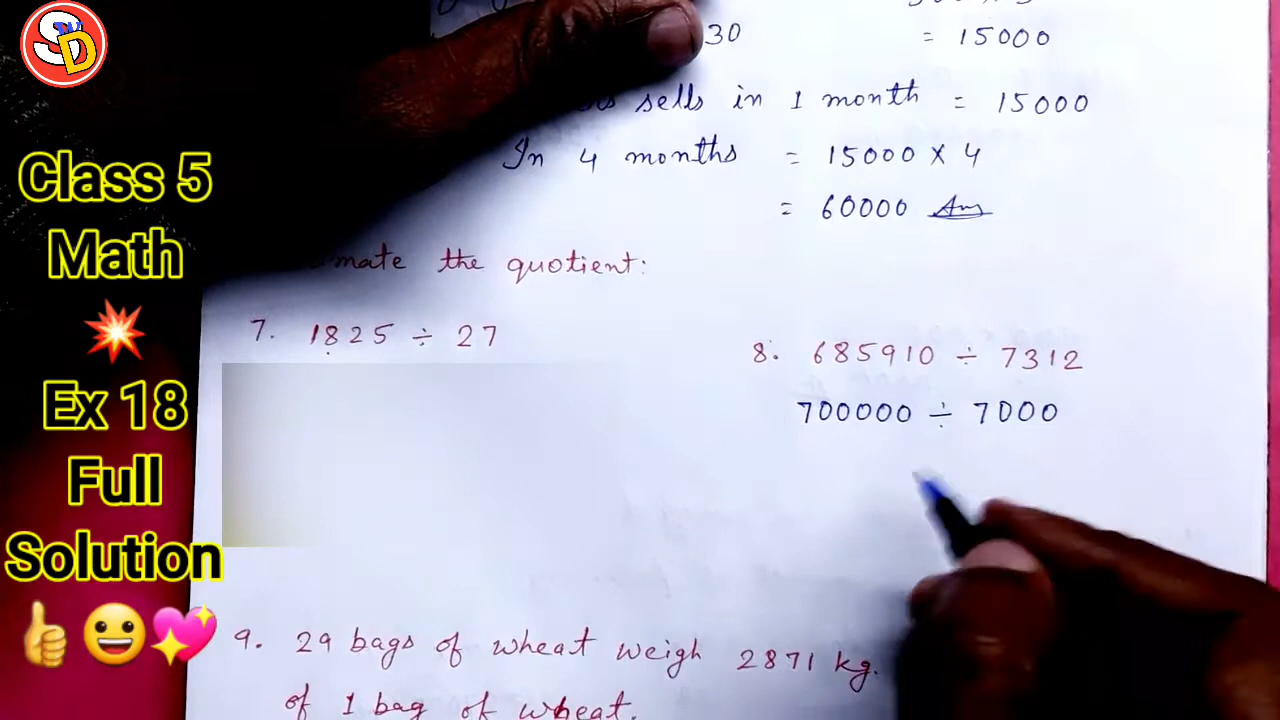 SND
Class 5
Math
Ex 18
Full
Solution
30
= 15000
sells in 1 month = 15000
In 4 months = 15000 X 4
= 60000 Ans
mate the quotient:
7. 1825 ÷ 27
8. 685910 ÷ 7312
700000 ÷ 7000
9. 29 bags of wheat weigh 2871 kg.
of 1 bag of wheat.